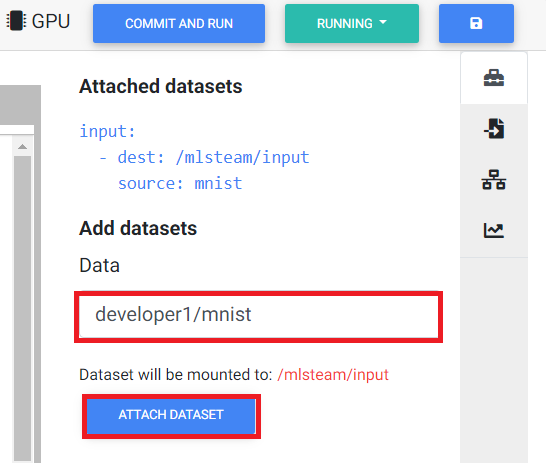 GPU
COMMIT AND RUN
RUNNING
Attached datasets
input:
- dest: /mlsteam/input
source: mnist
Add datasets
Data
developer1/mnist
Dataset will be mounted to: /mlsteam/input
ATTACH DATASET